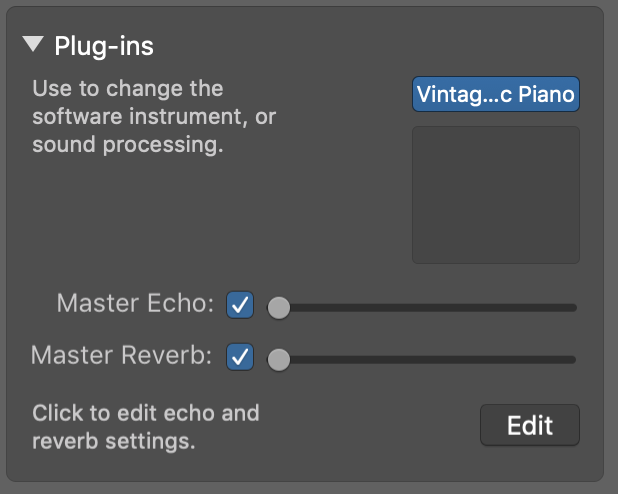 Plug-ins
Use to change the
software instrument, or
sound processing.
Vintag...c Piano
Master Echo:
Master Reverb:
Click to edit echo and
reverb settings.
Edit